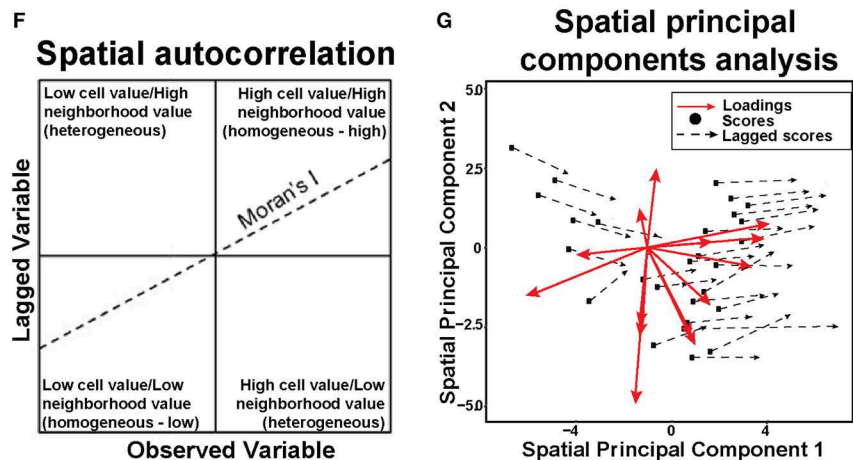 F
Spatial autocorrelation
Low cell value/High
neighborhood value
(heterogeneous)
High cell value/High
neighborhood value
(homogeneous - high)
Moran's I
Lagged Variable
Low cell value/Low
neighborhood value
(homogeneous - low)
High cell value/Low
neighborhood value
(heterogeneous)
Observed Variable
G
Spatial principal
components analysis
Loadings
Scores
Lagged scores
Spatial Principal Component 2
5.0
2.5
0
-2.5
-5.0
-4
0
4
Spatial Principal Component 1